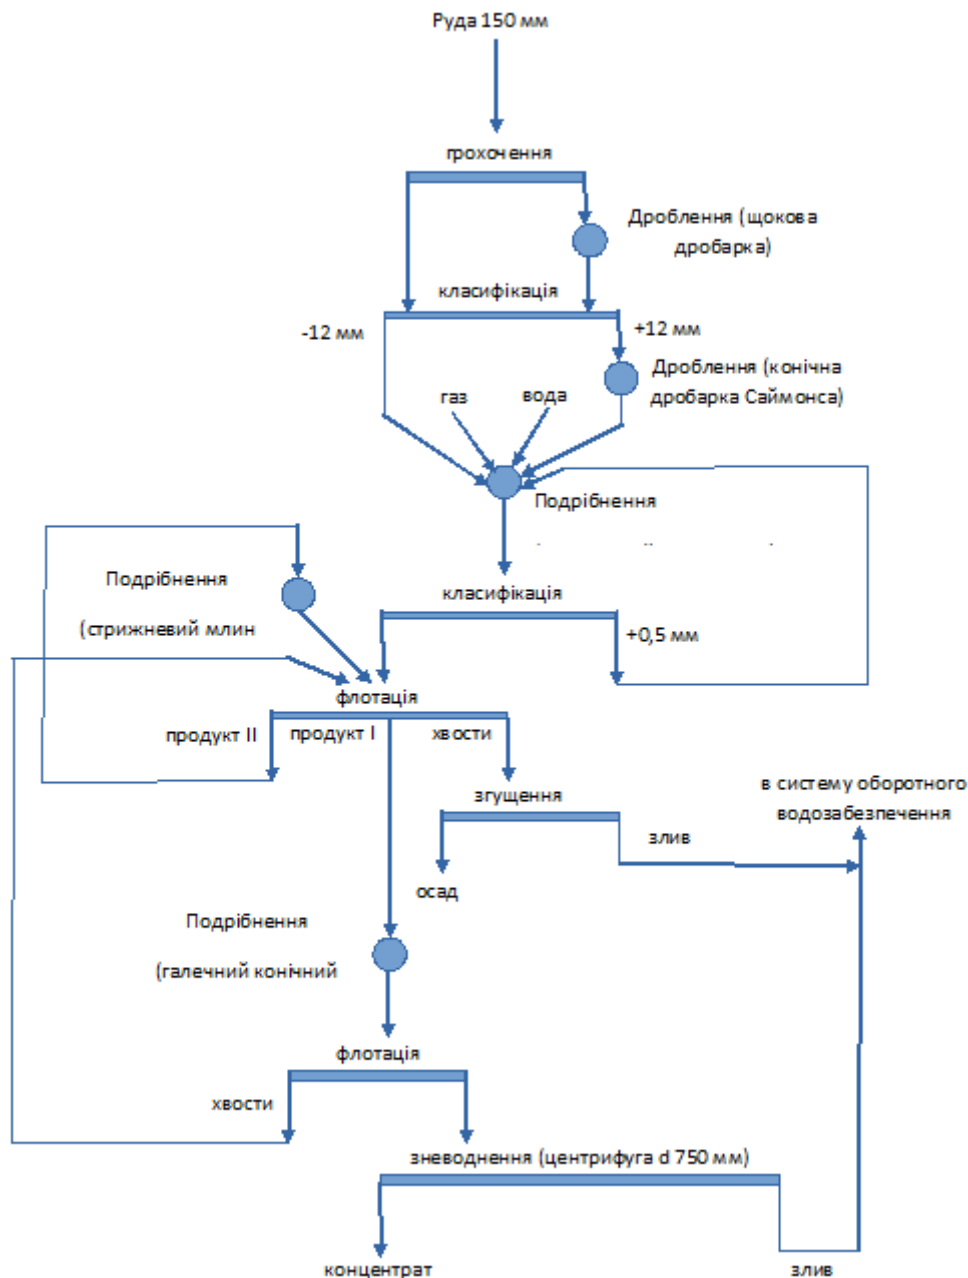 Руда 150 мм
грохочення
Дроблення (щокова
дробарка)
класифікація
-12 мм
+12 мм
Дроблення (конічна
дробарка Саймонса)
газ
вода
Подрібнення
Подрібнення
(стрижневий млин
класифікація
+0,5 мм
флотація
продукт II
продукт I
хвости
згущення
в систему оборотного
водозабезпечення
злив
осад
Подрібнення
(галечний конічний
флотація
хвости
зневоднення (центрифуга d 750 мм)
концентрат
злив